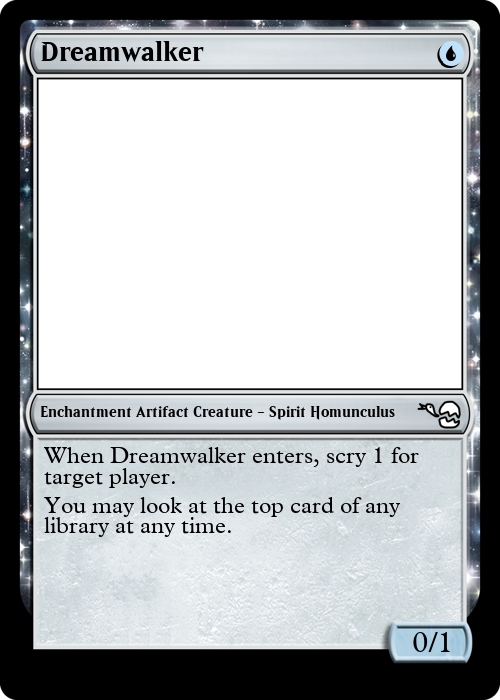 Dreamwalker
Enchantment Artifact Creature – Spirit Homunculus
When Dreamwalker enters, scry 1 for
target player.
You may look at the top card of any
library at any time.
0/1